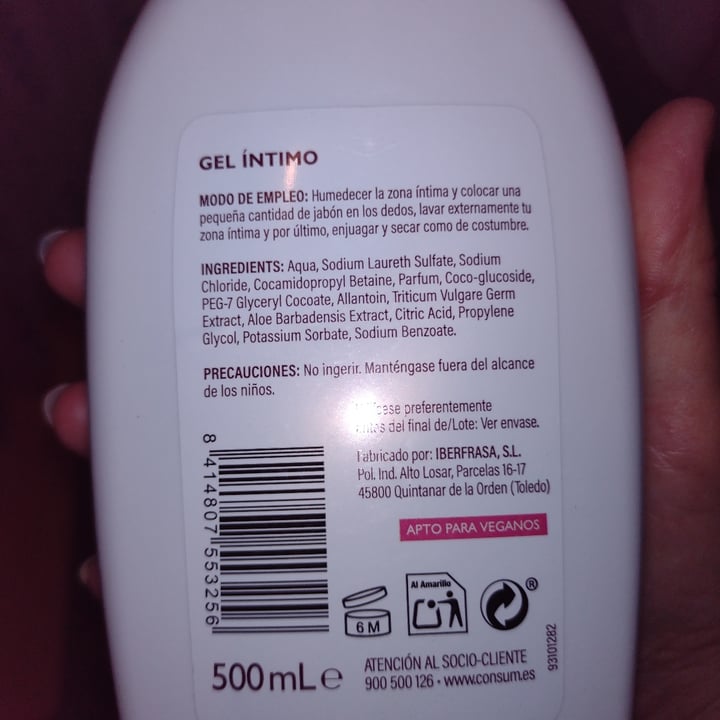 GEL ÍNTIMO
MODO DE EMPLEO: Humedecer la zona íntima y colocar una
pequeña cantidad de jabón en los dedos, lavar externamente tu
zona íntima y por último, enjuagar y secar como de costumbre.
INGREDIENTS: Aqua, Sodium Laureth Sulfate, Sodium
Chloride, Cocamidopropyl Betaine, Parfum, Coco-glucoside,
PEG-7 Glyceryl Cocoate, Allantoin, Triticum Vulgare Germ
Extract, Aloe Barbadensis Extract, Citric Acid, Propylene
Glycol, Potassium Sorbate, Sodium Benzoate.
PRECAUCIONES: No ingerir. Manténgase fuera del alcance
de los niños.
preferentemente
del final de/Lote: Ver envase.
Fabricado por: IBERFRASA, S.L.
Pol. Ind. Alto Losar, Parcelas 16-17
45800 Quintanar de la Orden (Toledo)
APTO PARA VEGANOS
8 414807 553256
6 M
Al Amarillo
®
93101282
500 mL e
ATENCIÓN AL SOCIO-CLIENTE
900 500 126 · www.consum.es